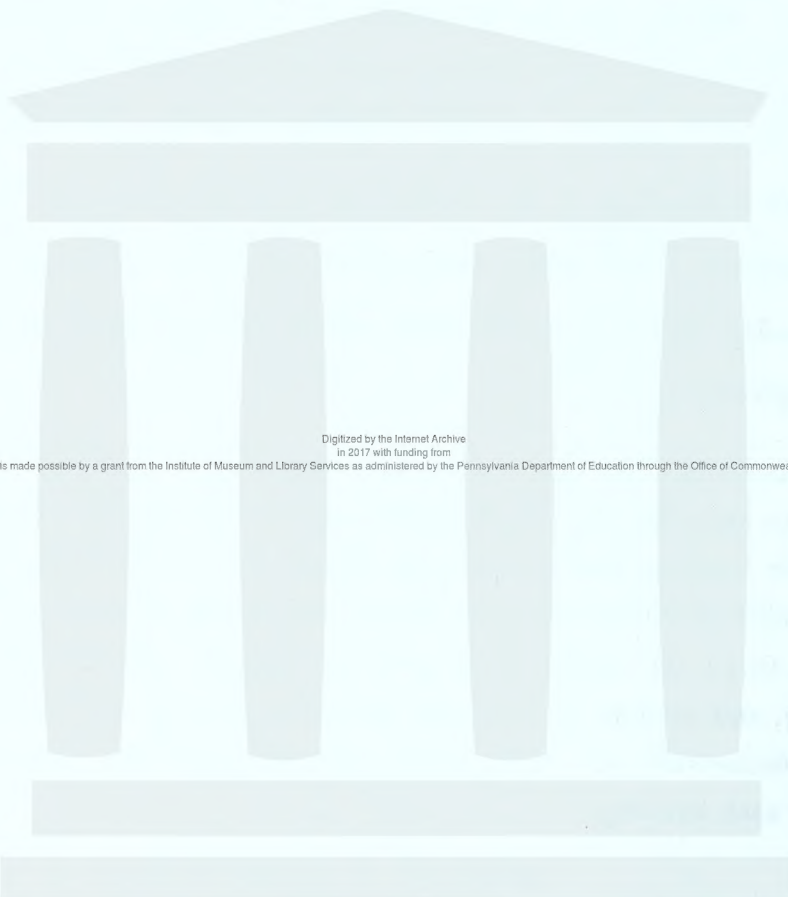 Digitized by the Internet Archive
in 2017 with funding from
is made possible by a grant from the Institute of Museum and Library Services as administered by the Pennsylvania Department of Education through the Office of